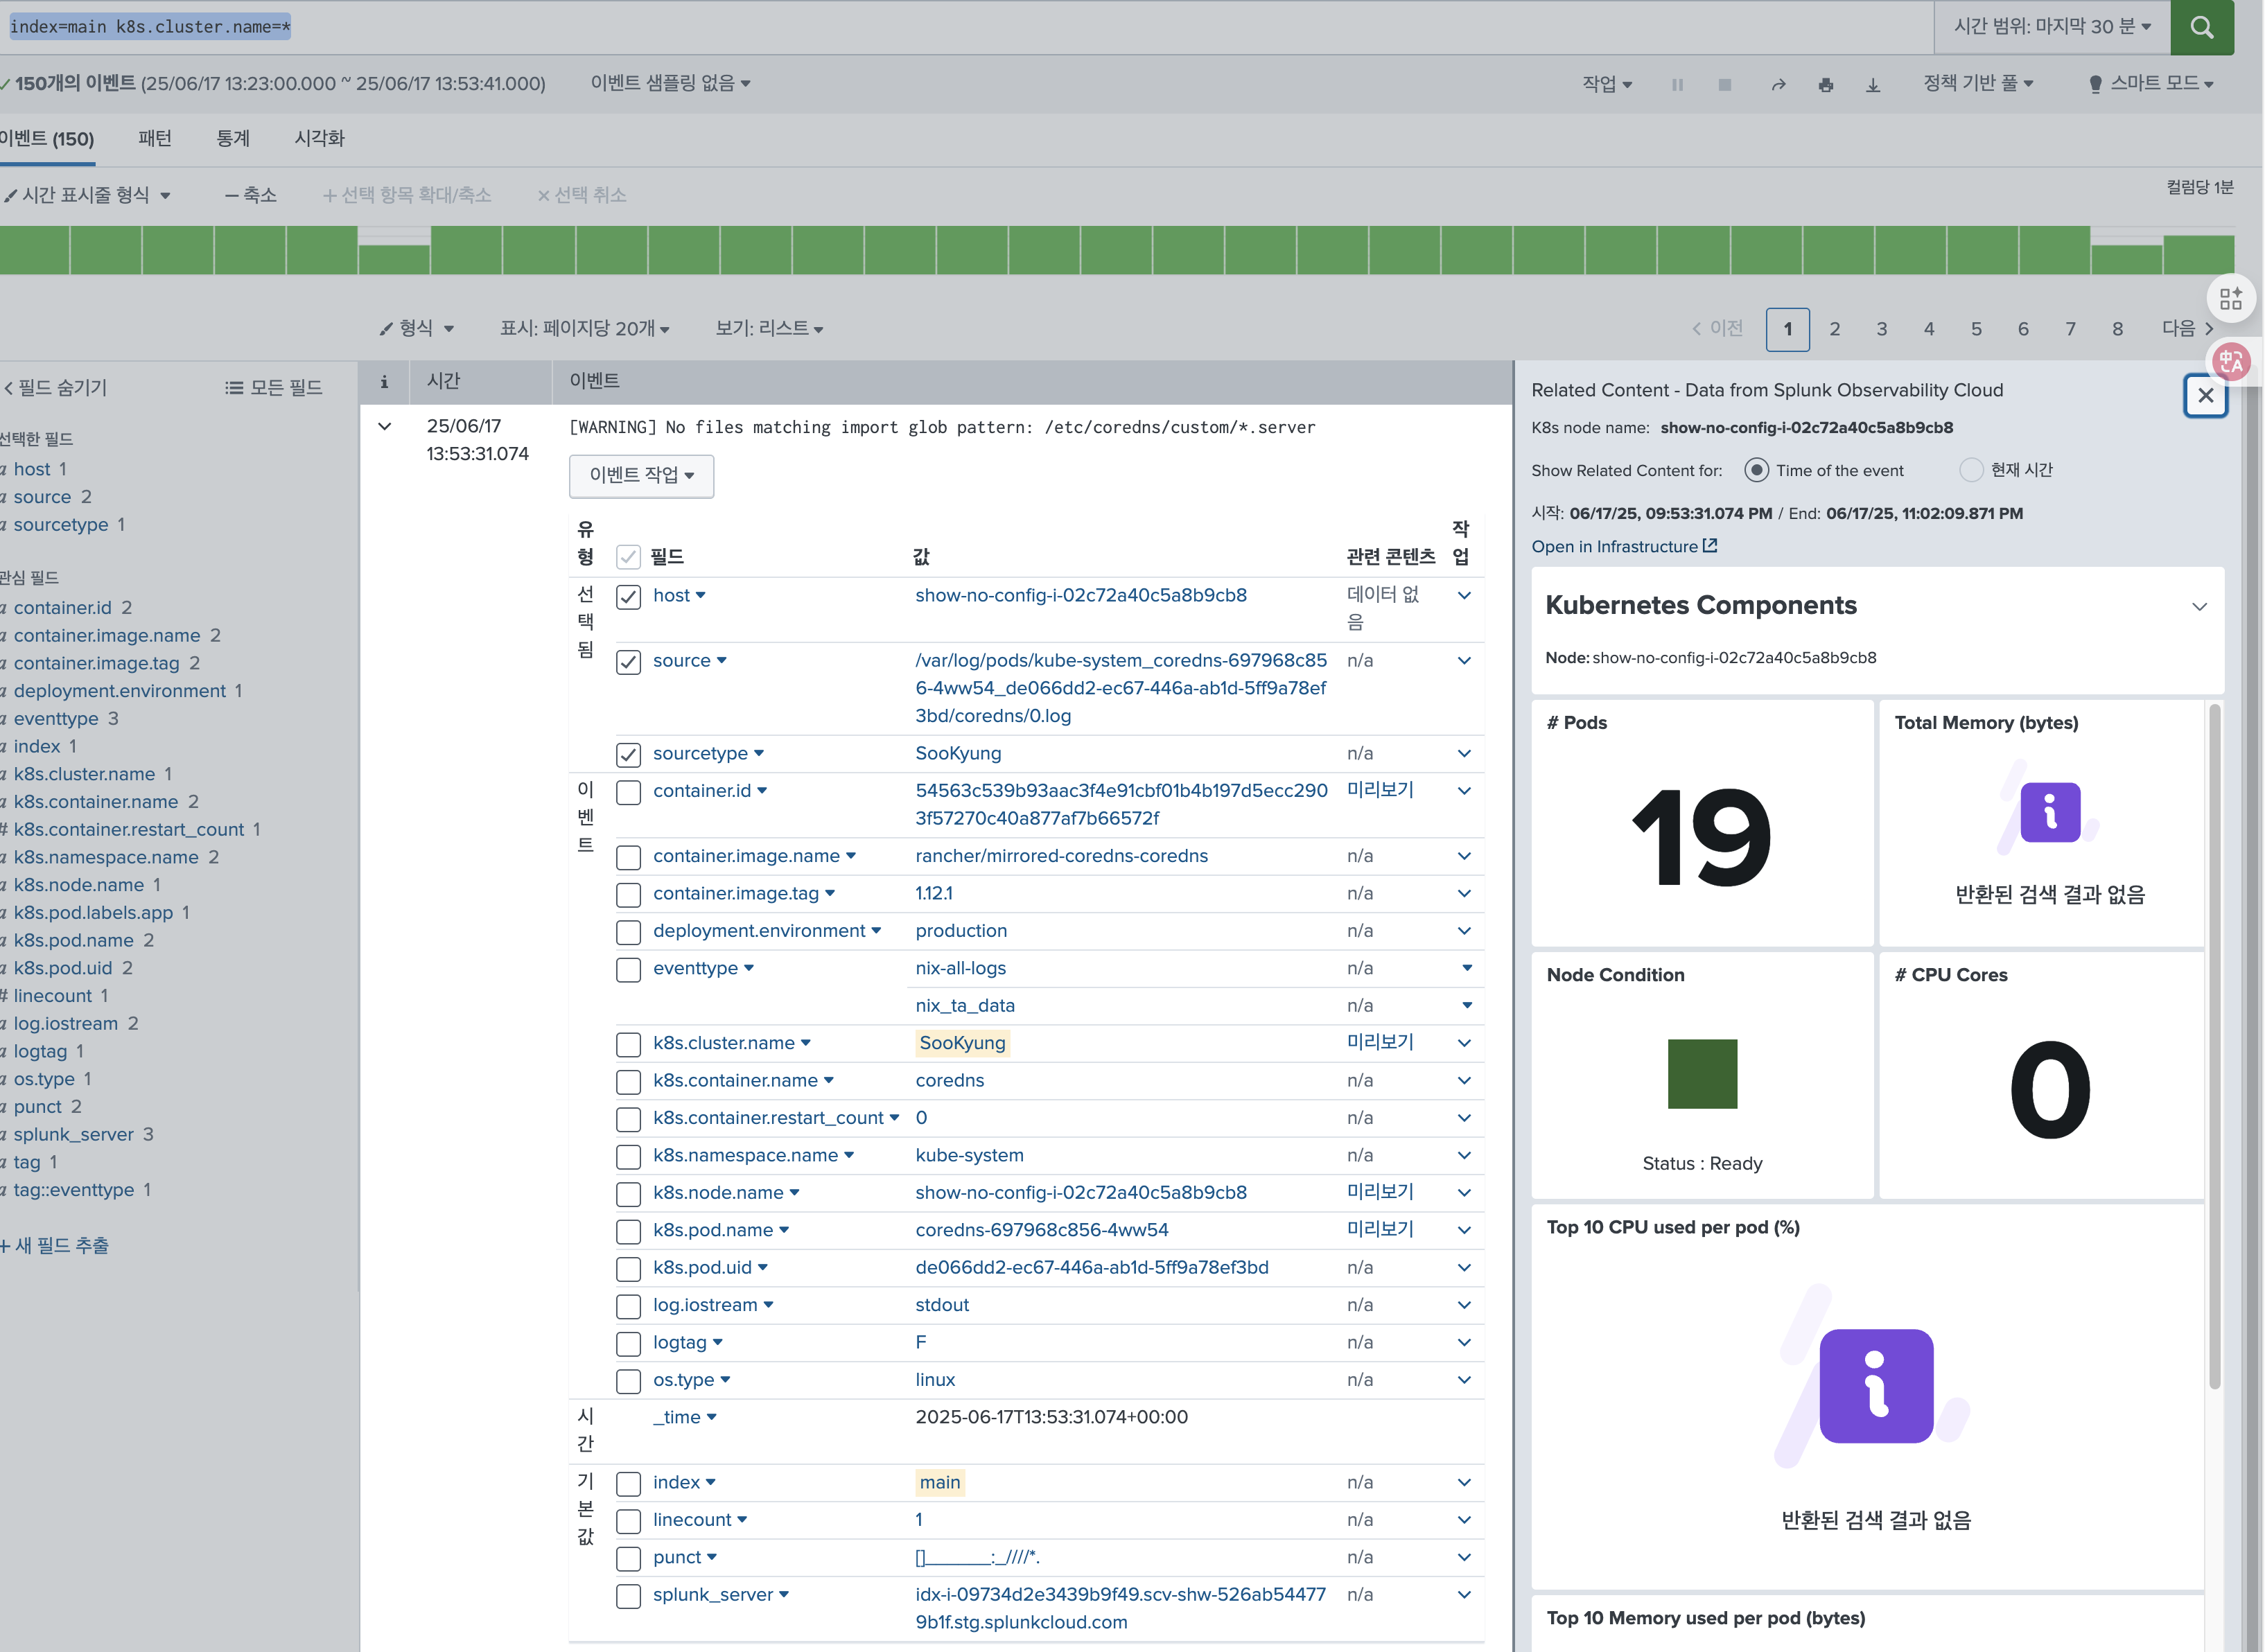 index=main k8s.cluster.name=*
시간 범위: 마지막 30 분
150개의 이벤트 (25/06/17 13:23:00.000 ~ 25/06/17 13:53:41.000)
이벤트 샘플링 없음
작업
정책 기반 풀
스마트 모드
이벤트 (150)
패턴
통계
시각화
시간 표시줄 형식
— 축소
+ 선택 항목 확대/축소
× 선택 취소
컬럼당 1분
형식
표시: 페이지당 20개
보기: 리스트
< 이전
1
2
3
4
5
6
7
8
다음 >
< 필드 숨기기
모든 필드
선택한 필드
a host 1
a source 2
a sourcetype 1
관심 필드
a container.id 2
a container.image.name 2
a container.image.tag 2
a deployment.environment 1
a eventtype 3
a index 1
a k8s.cluster.name 1
a k8s.container.name 2
# k8s.container.restart_count 1
a k8s.namespace.name 2
a k8s.node.name 1
a k8s.pod.labels.app 1
a k8s.pod.name 2
a k8s.pod.uid 2
# linecount 1
a log.iostream 2
a logtag 1
a os.type 1
a punct 2
a splunk_server 3
a tag 1
a tag::eventtype 1
+ 새 필드 추출
i
시간
이벤트
25/06/17
13:53:31.074
[WARNING] No files matching import glob pattern: /etc/coredns/custom/*.server
이벤트 작업
유형
필드
값
관련 콘텐츠
작업
선택됨
host
show-no-config-i-02c72a40c5a8b9cb8
데이터 없
음
source
/var/log/pods/kube-system_coredns-697968c85
6-4ww54_de066dd2-ec67-446a-ab1d-5ff9a78ef
3bd/coredns/0.log
n/a
sourcetype
SooKyung
n/a
이벤트
container.id
54563c539b93aac3f4e91cbf01b4b197d5ecc290
3f57270c40a877af7b66572f
미리보기
container.image.name
rancher/mirrored-coredns-coredns
n/a
container.image.tag
1.12.1
n/a
deployment.environment
production
n/a
eventtype
nix-all-logs
n/a
nix_ta_data
n/a
k8s.cluster.name
SooKyung
미리보기
k8s.container.name
coredns
n/a
k8s.container.restart_count
0
n/a
k8s.namespace.name
kube-system
n/a
k8s.node.name
show-no-config-i-02c72a40c5a8b9cb8
미리보기
k8s.pod.name
coredns-697968c856-4ww54
미리보기
k8s.pod.uid
de066dd2-ec67-446a-ab1d-5ff9a78ef3bd
n/a
log.iostream
stdout
n/a
logtag
F
n/a
os.type
linux
n/a
시간
_time
2025-06-17T13:53:31.074+00:00
기본값
index
main
n/a
linecount
1
n/a
punct
[]_______:_////*.
n/a
splunk_server
idx-i-09734d2e3439b9f49.scv-shw-526ab54477
9b1f.stg.splunkcloud.com
n/a
Related Content - Data from Splunk Observability Cloud
K8s node name: show-no-config-i-02c72a40c5a8b9cb8
Show Related Content for: Time of the event 현재 시간
시작: 06/17/25, 09:53:31.074 PM / End: 06/17/25, 11:02:09.871 PM
Open in Infrastructure
Kubernetes Components
Node: show-no-config-i-02c72a40c5a8b9cb8
# Pods
19
Total Memory (bytes)
반환된 검색 결과 없음
Node Condition
Status : Ready
# CPU Cores
0
Top 10 CPU used per pod (%)
반환된 검색 결과 없음
Top 10 Memory used per pod (bytes)
中
A